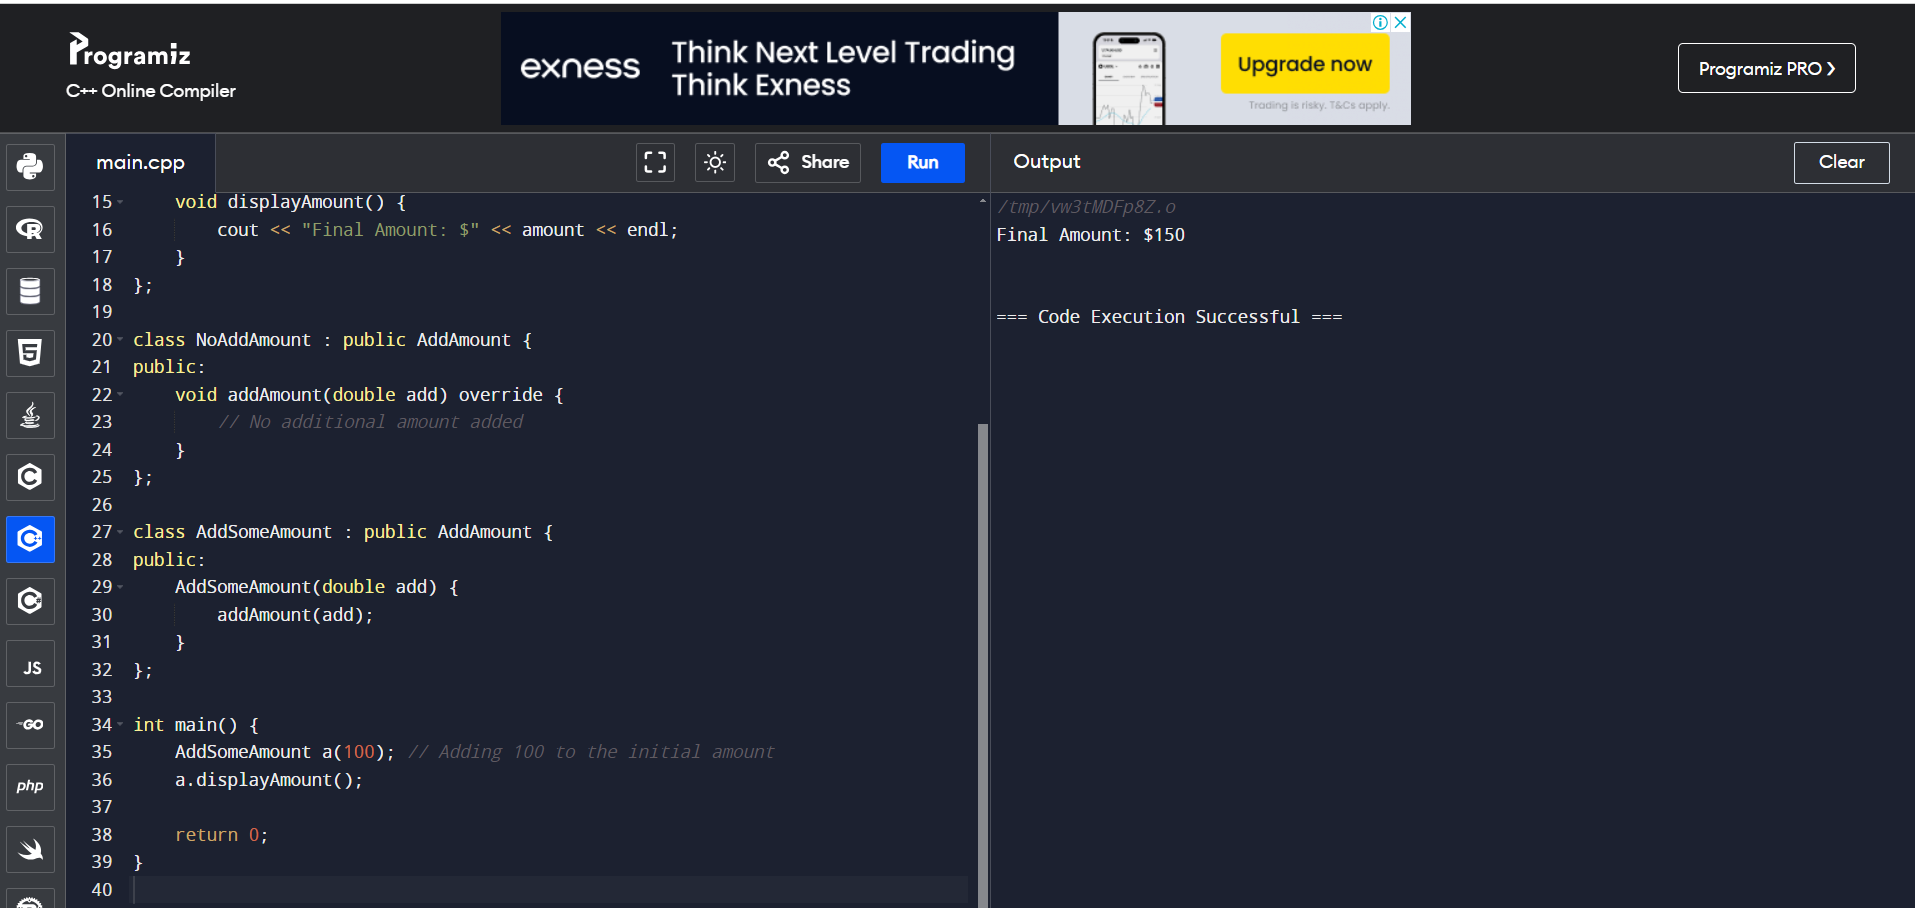 Programiz
C++ Online Compiler
exness
Think Next Level Trading
Think Exness
Upgrade now
Trading is risky. T&Cs apply.
Programiz PRO ❯
main.cpp
Share
Run
Output
Clear
15 void displayAmount() {
16 cout << "Final Amount: $" << amount << endl;
17 }
18 };
19
20 class NoAddAmount : public AddAmount {
21 public:
22 void addAmount(double add) override {
23 // No additional amount added
24 }
25 };
26
27 class AddSomeAmount : public AddAmount {
28 public:
29 AddSomeAmount(double add) {
30 addAmount(add);
31 }
32 };
33
34 int main() {
35 AddSomeAmount a(100); // Adding 100 to the initial amount
36 a.displayAmount();
37
38 return 0;
39 }
40
/tmp/vw3tMDFp8Z.o
Final Amount: $150
=== Code Execution Successful ===
R
5
C
C++
C#
JS
GO
php